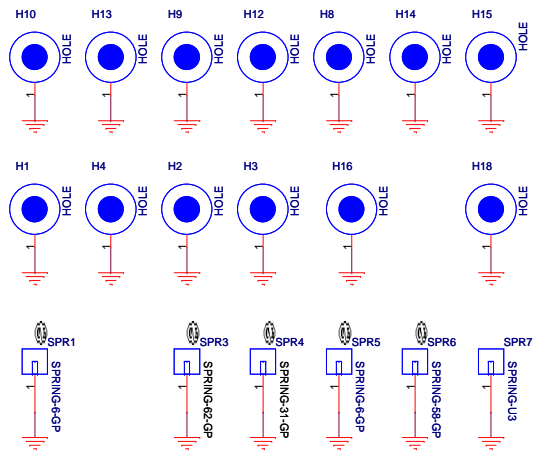 H10 H13 H9 H12 H8 H14 H15
HOLE HOLE HOLE HOLE HOLE HOLE HOLE
1 1 1 1 1 1 1
H1 H4 H2 H3 H16 H18
HOLE HOLE HOLE HOLE HOLE HOLE
1 1 1 1 1 1
SPR1 SPR3 SPR4 SPR5 SPR6 SPR7
SPRING-6-GP SPRING-62-GP SPRING-31-GP SPRING-6-GP SPRING-58-GP SPRING-U3
1 1 1 1 1 1